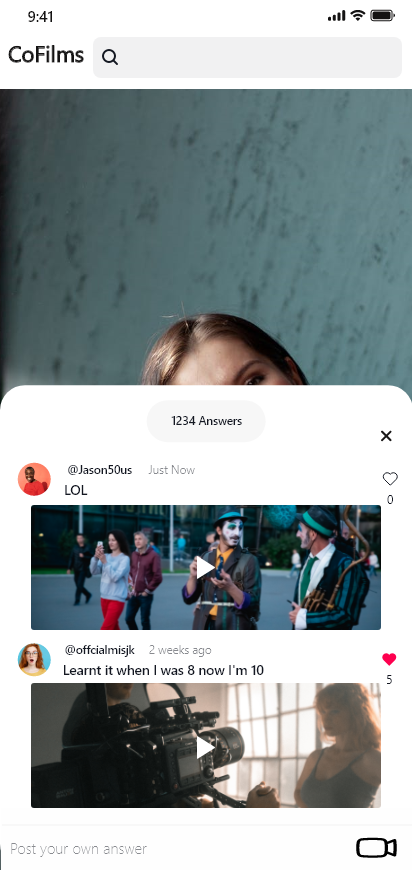 9:41
CoFilms
1234 Answers
@Jason50us Just Now
LOL
0
@offcialmisjk 2 weeks ago
Learnt it when I was 8 now I'm 10
5
Post your own answer